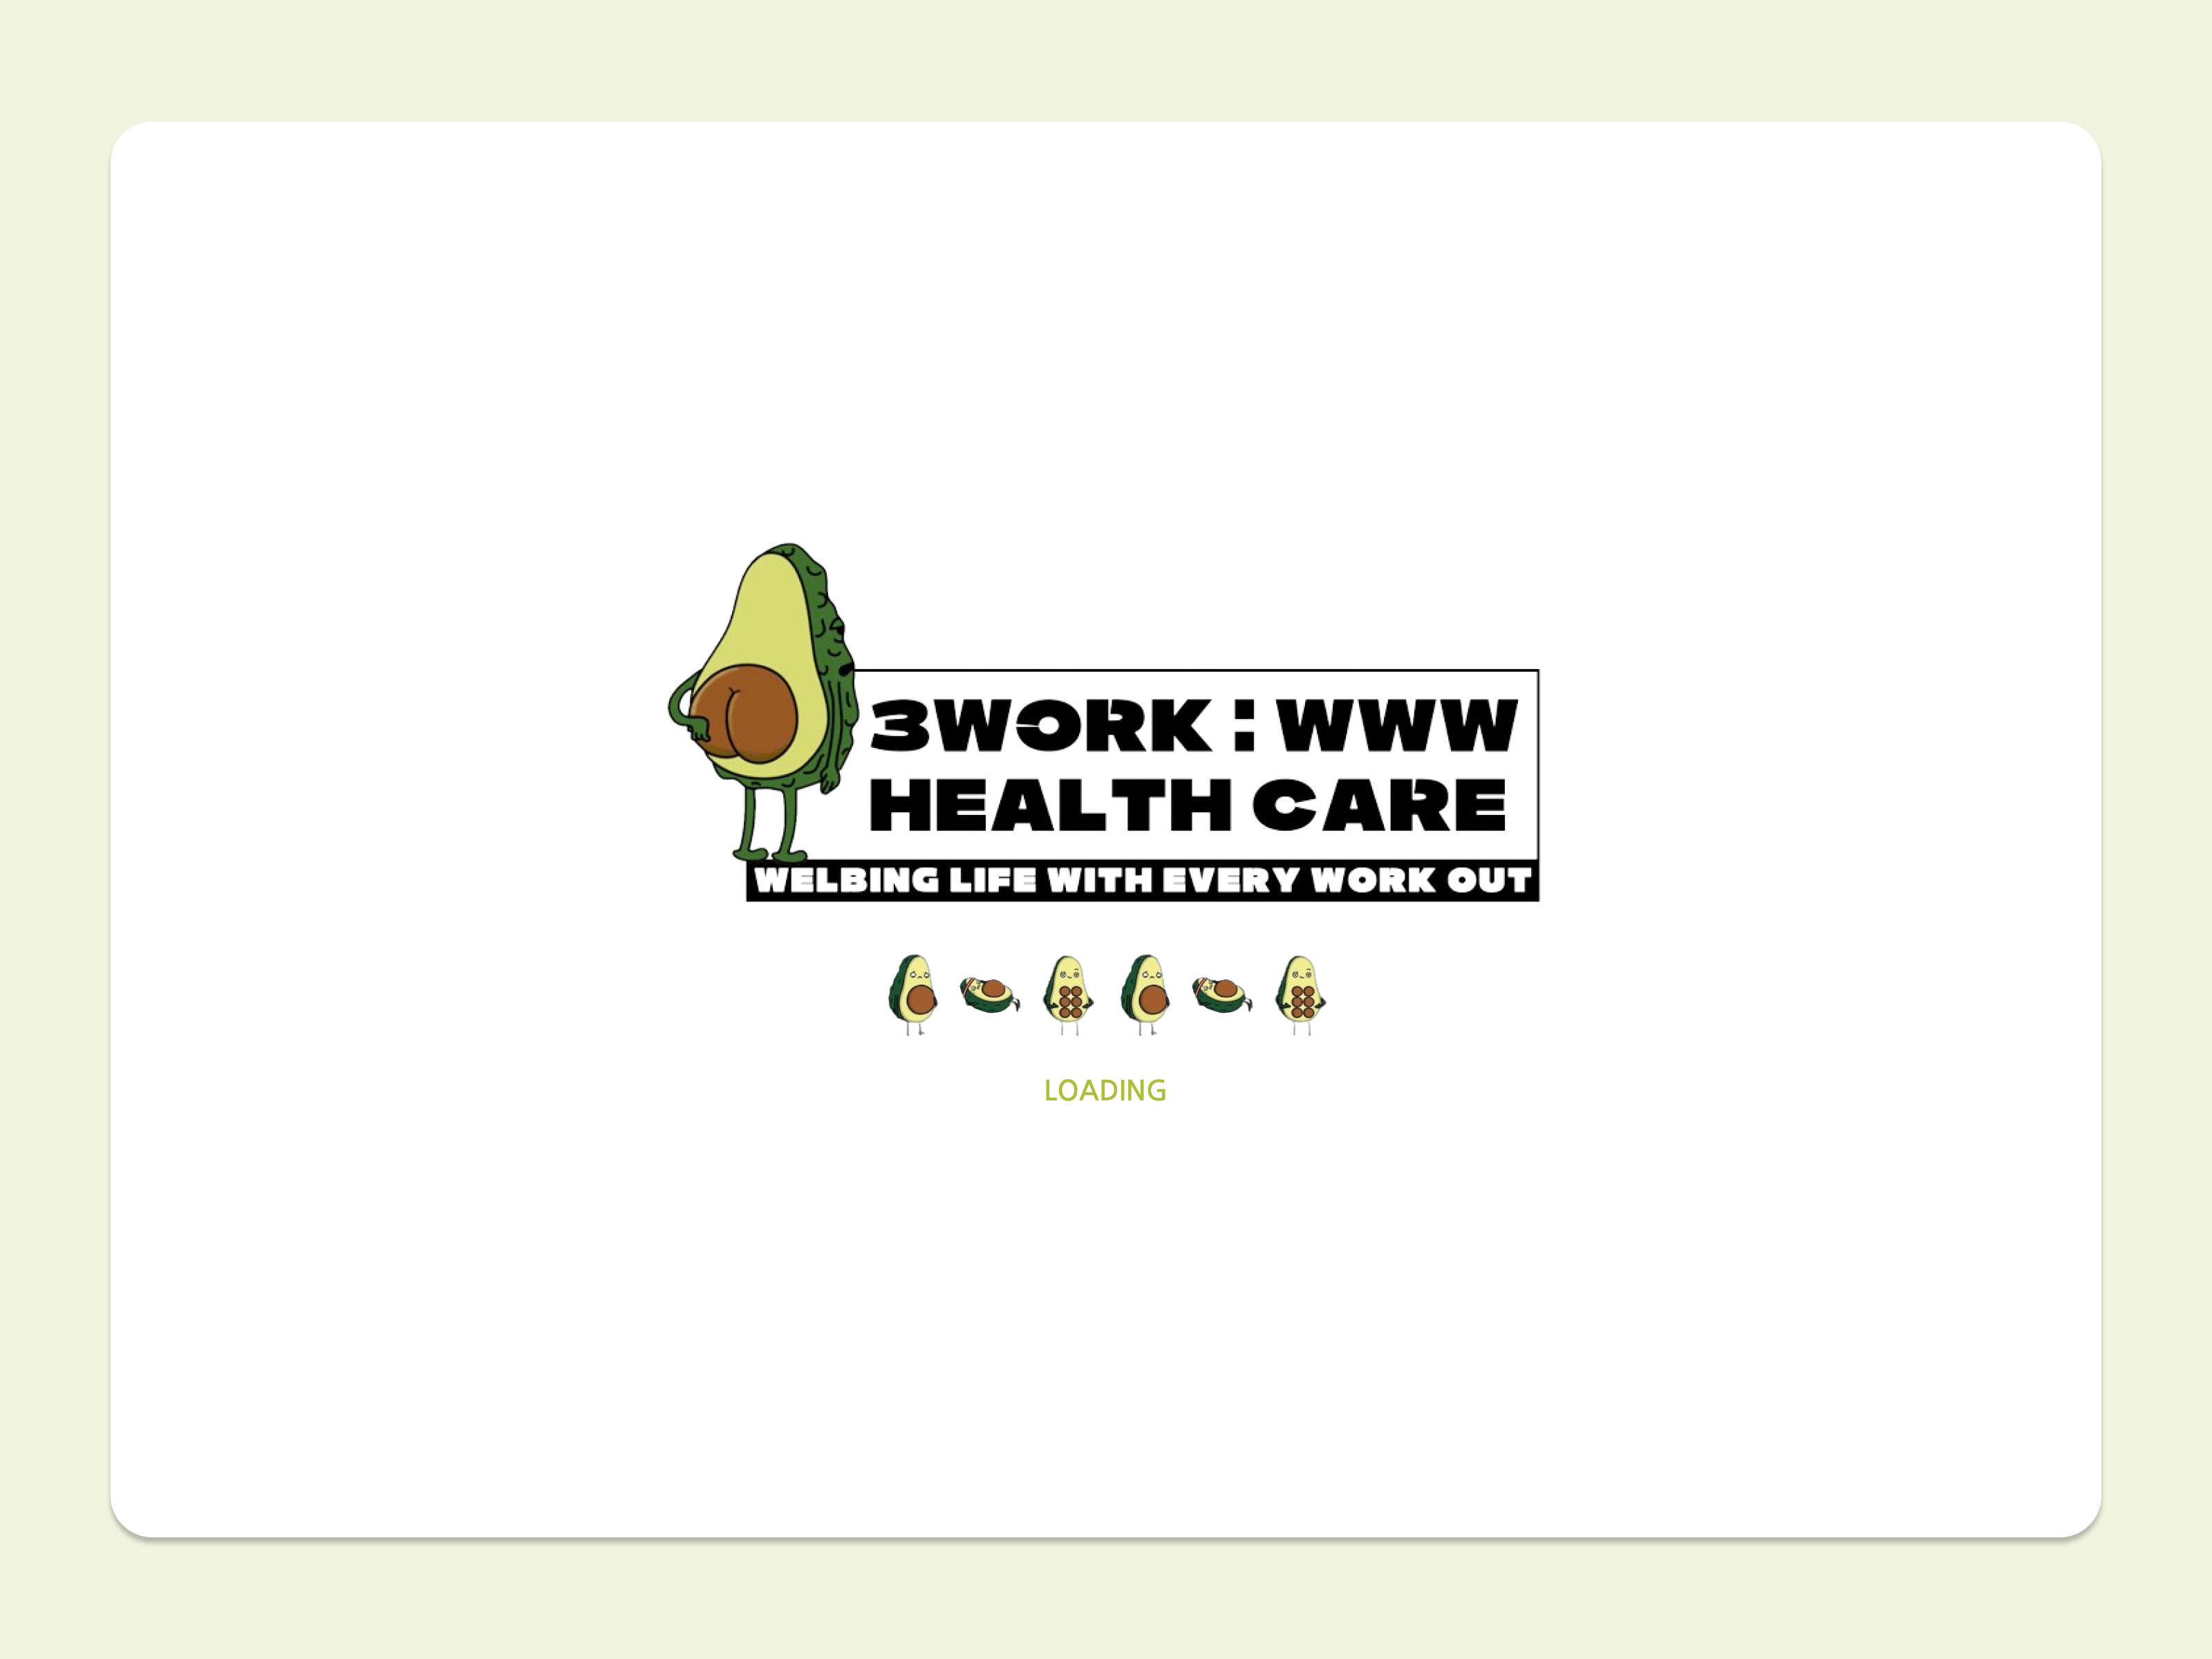 3WORK : WWW
HEALTH CARE
WELBING LIFE WITH EVERY WORK OUT
LOADING